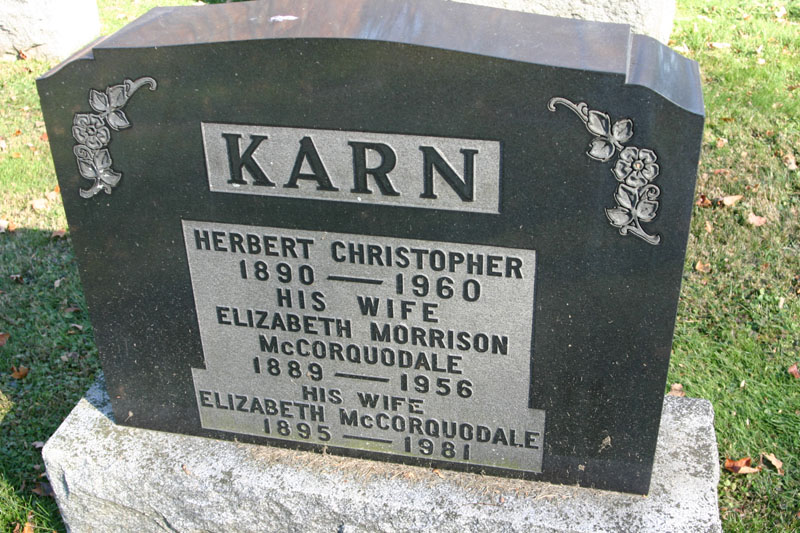 KARN
HERBERT CHRISTOPHER
1890 — 1960
HIS WIFE
ELIZABETH MORRISON
McCORQUODALE
1889 — 1956
HIS WIFE
ELIZABETH McCORQUODALE
1895 — 1981